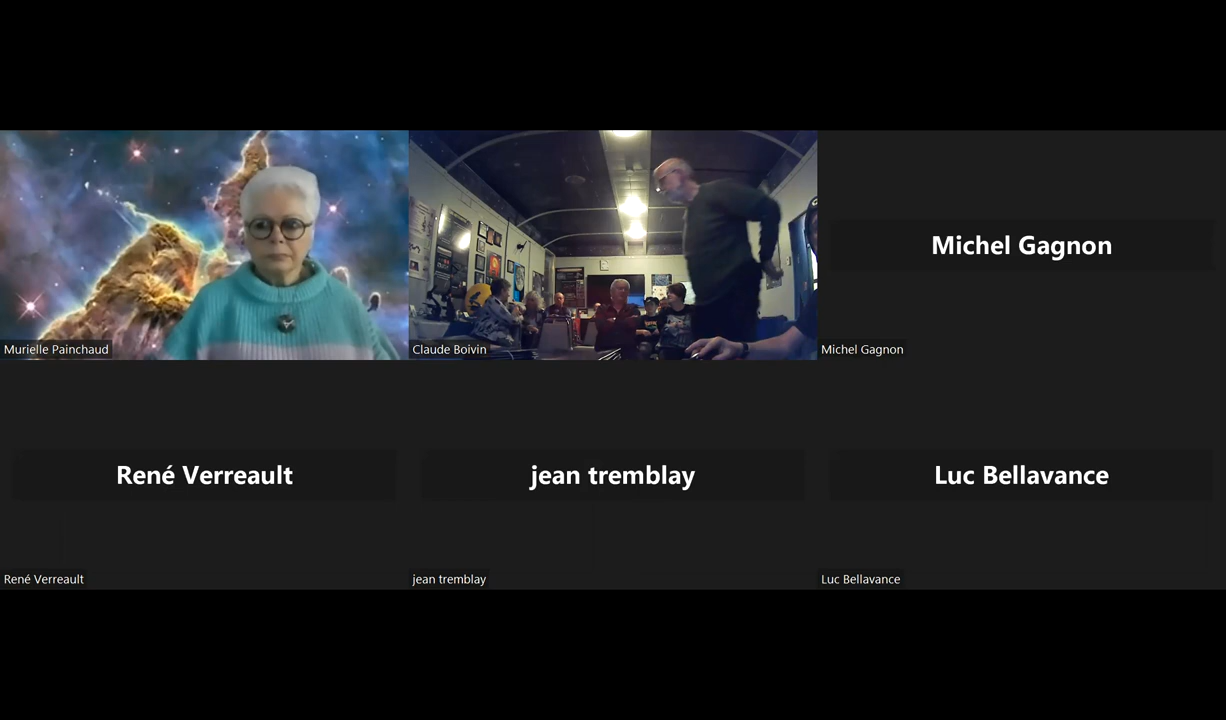 Murielle Painchaud
Claude Boivin
Michel Gagnon
Michel Gagnon
René Verreault
jean tremblay
Luc Bellavance
René Verreault
jean tremblay
Luc Bellavance